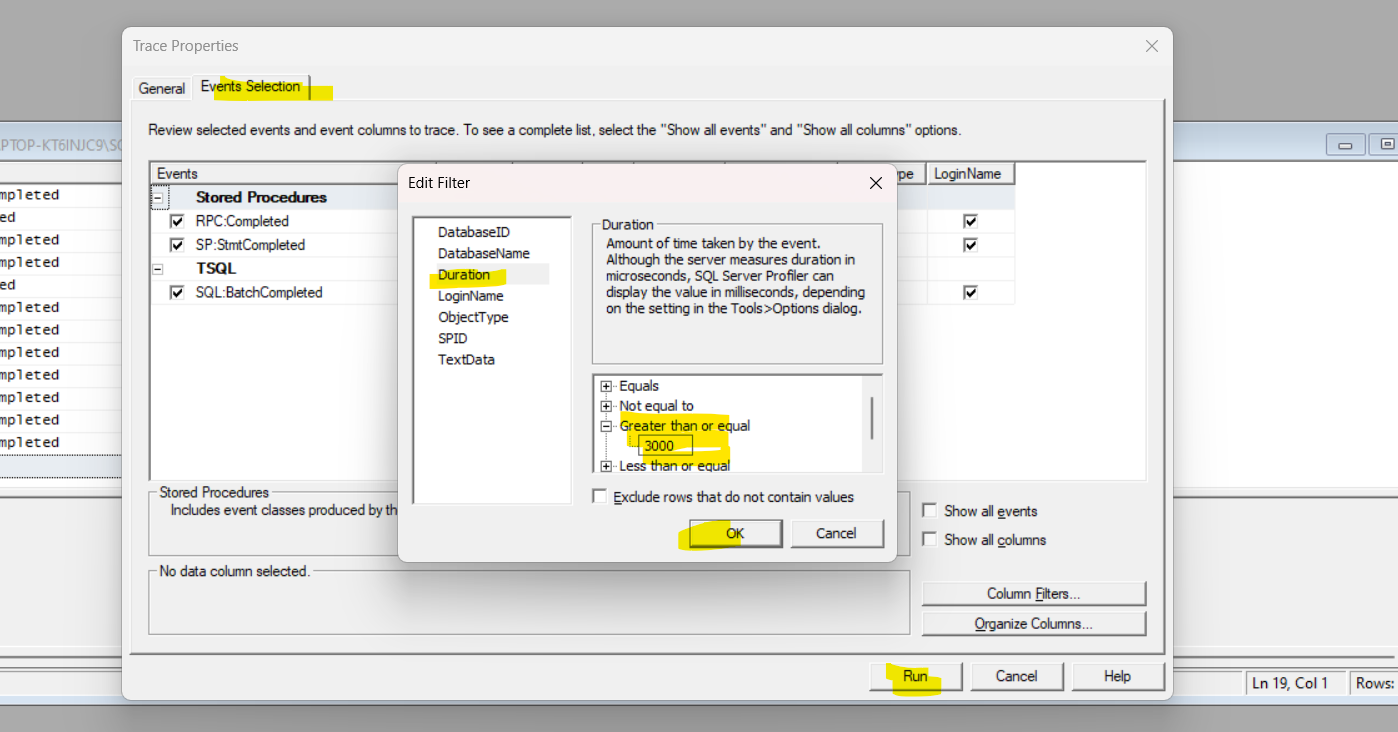 Trace Properties
General
Events Selection
Review selected events and event columns to trace. To see a complete list, select the "Show all events" and "Show all columns" options.
Events
LoginName
Stored Procedures
RPC:Completed
SP:StmtCompleted
TSQL
SQL:BatchCompleted
Edit Filter
DatabaseID
DatabaseName
Duration
LoginName
ObjectType
SPID
TextData
Duration
Amount of time taken by the event.
Although the server measures duration in
microseconds, SQL Server Profiler can
display the value in milliseconds, depending
on the setting in the Tools>Options dialog.
Equals
Not equal to
Greater than or equal
3000
Less than or equal
Exclude rows that do not contain values
OK
Cancel
Stored Procedures
Includes event classes produced by th
No data column selected.
Show all events
Show all columns
Column Filters...
Organize Columns...
Run
Cancel
Help
PTOP-KT6INJC9\SQ
mpleted
ed
mpleted
mpleted
ed
mpleted
mpleted
mpleted
mpleted
mpleted
mpleted
mpleted
Ln 19, Col 1
Rows: